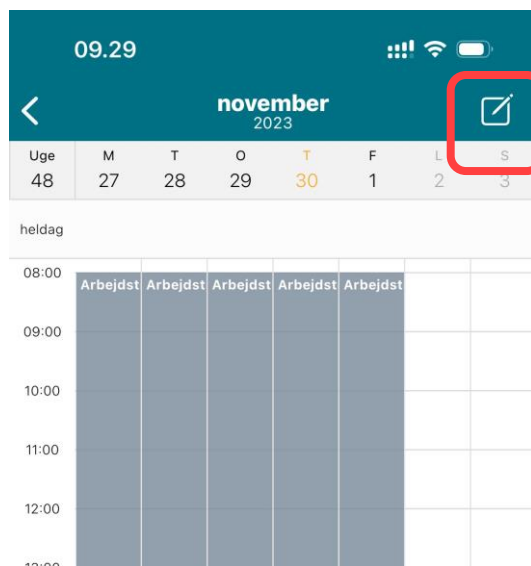 09.29
november
2023
Uge M T O T F L S
48 27 28 29 30 1 2 3
heldag
08:00
Arbejdst Arbejdst Arbejdst Arbejdst Arbejdst
09:00
10:00
11:00
12:00